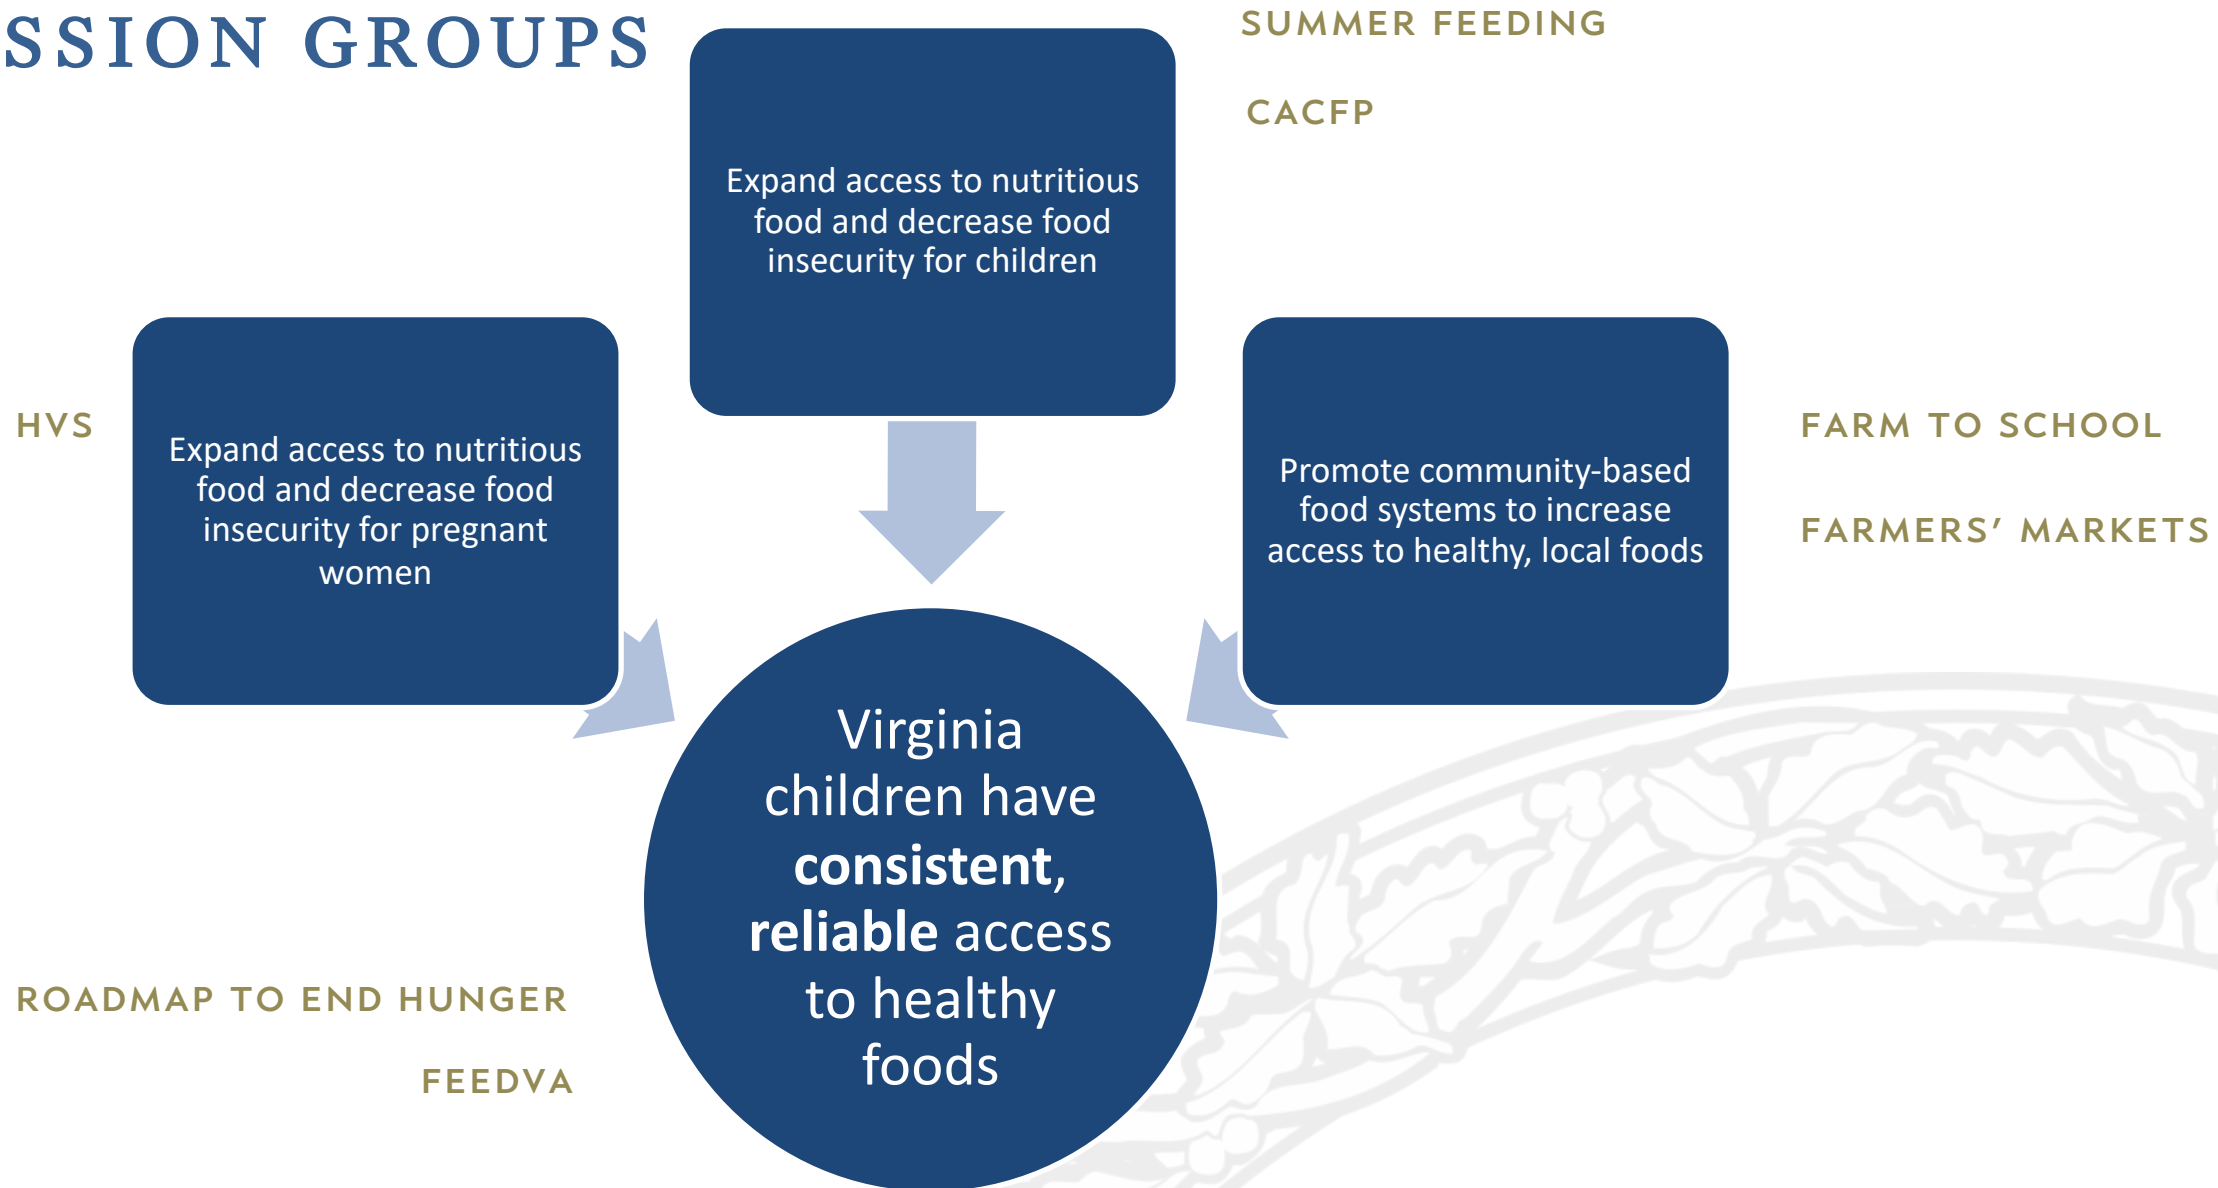 SSION GROUPS
SUMMER FEEDING
CACFP
Expand access to nutritious
food and decrease food
insecurity for children
HVS
Expand access to nutritious
food and decrease food
insecurity for pregnant
women
Promote community-based
food systems to increase
access to healthy, local foods
FARM TO SCHOOL
FARMERS’ MARKETS
Virginia
children have
consistent,
reliable access
to healthy
foods
ROADMAP TO END HUNGER
FEEDVA